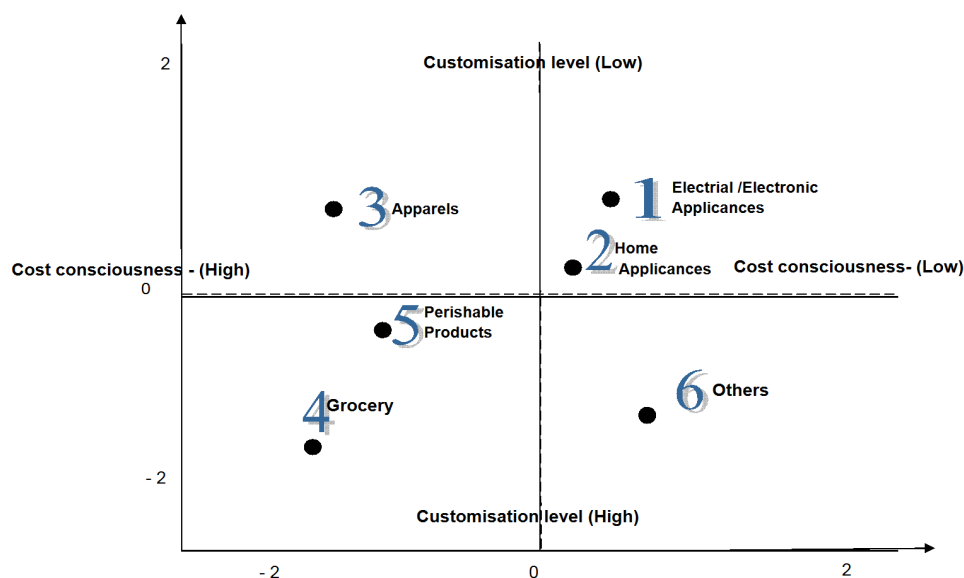 2
Customisation level (Low)
3 Apparels
1 Electrial /Electronic
Applicances
2 Home
Applicances
Cost consciousness - (High)
Cost consciousness- (Low)
0
5 Perishable
Products
4 Grocery
6 Others
- 2
Customisation level (High)
- 2
0
2